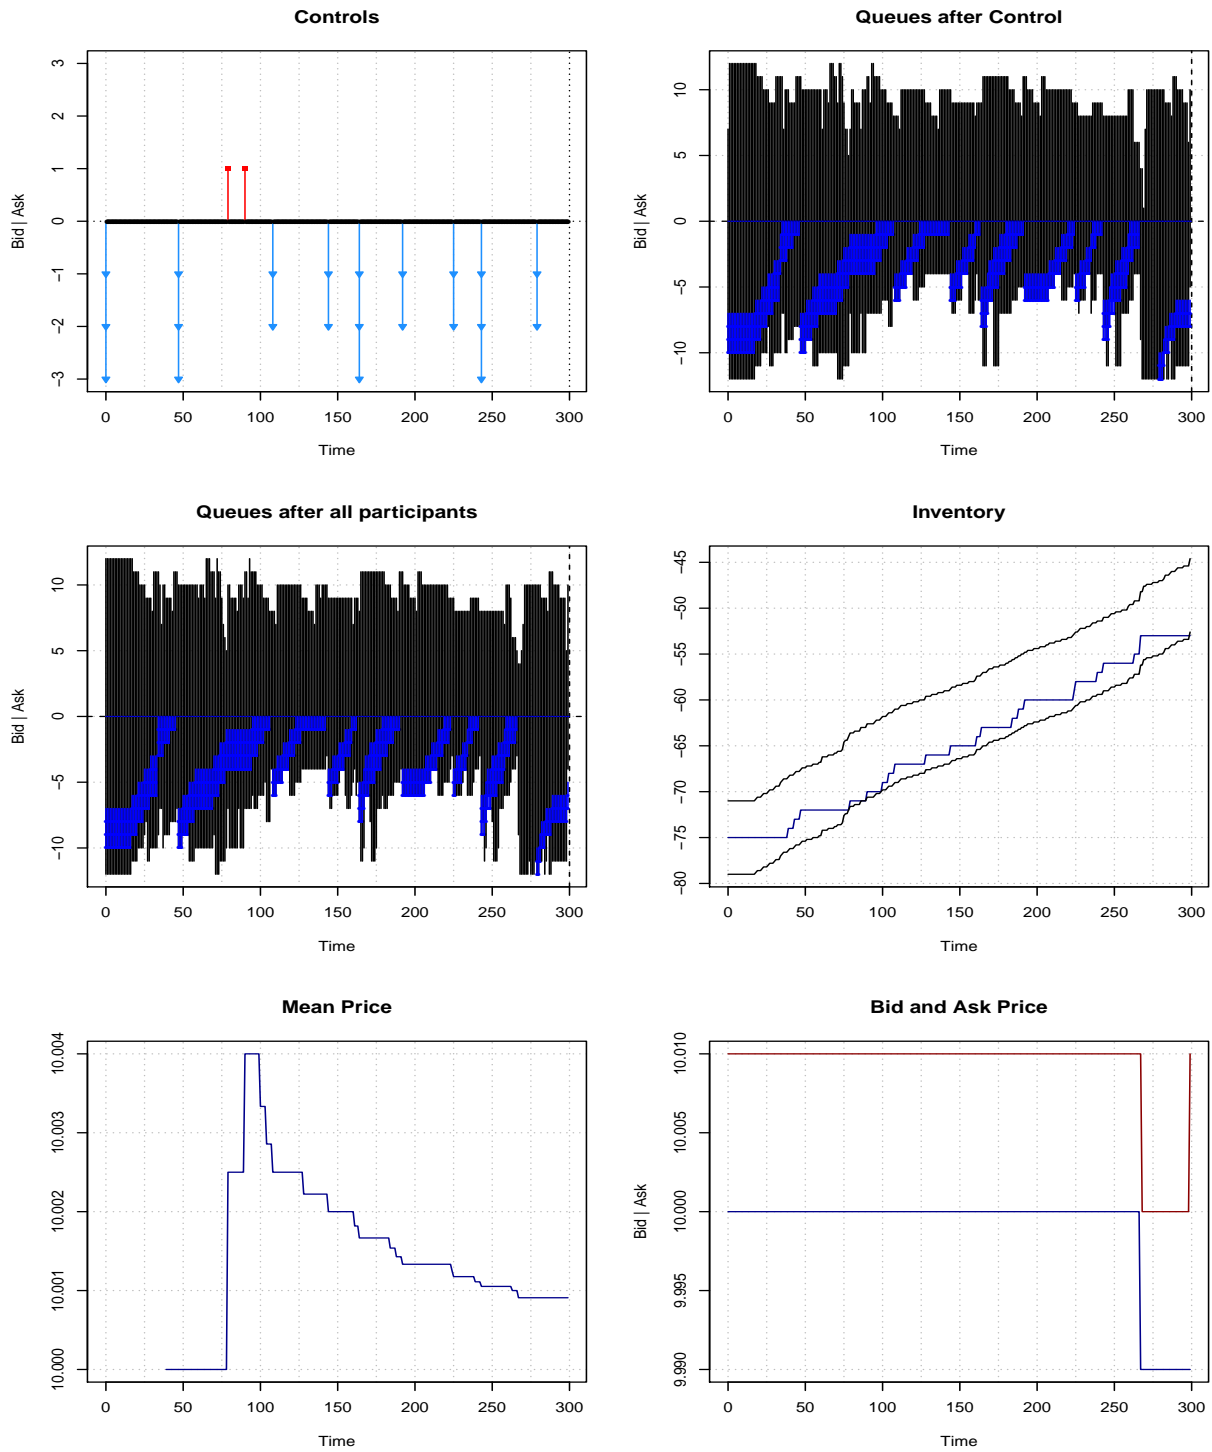 Controls
Bid | Ask
3
2
1
0
-1
-2
-3
0 50 100 150 200 250 300
Time
Queues after Control
Bid | Ask
10
5
0
-5
-10
0 50 100 150 200 250 300
Time
Queues after all participants
Bid | Ask
10
5
0
-5
-10
0 50 100 150 200 250 300
Time
Inventory
-45
-50
-55
-60
-65
-70
-75
-80
0 50 100 150 200 250 300
Time
Mean Price
10.004
10.003
10.002
10.001
10.000
0 50 100 150 200 250 300
Time
Bid and Ask Price
Bid | Ask
10.010
10.005
10.000
9.995
9.990
0 50 100 150 200 250 300
Time